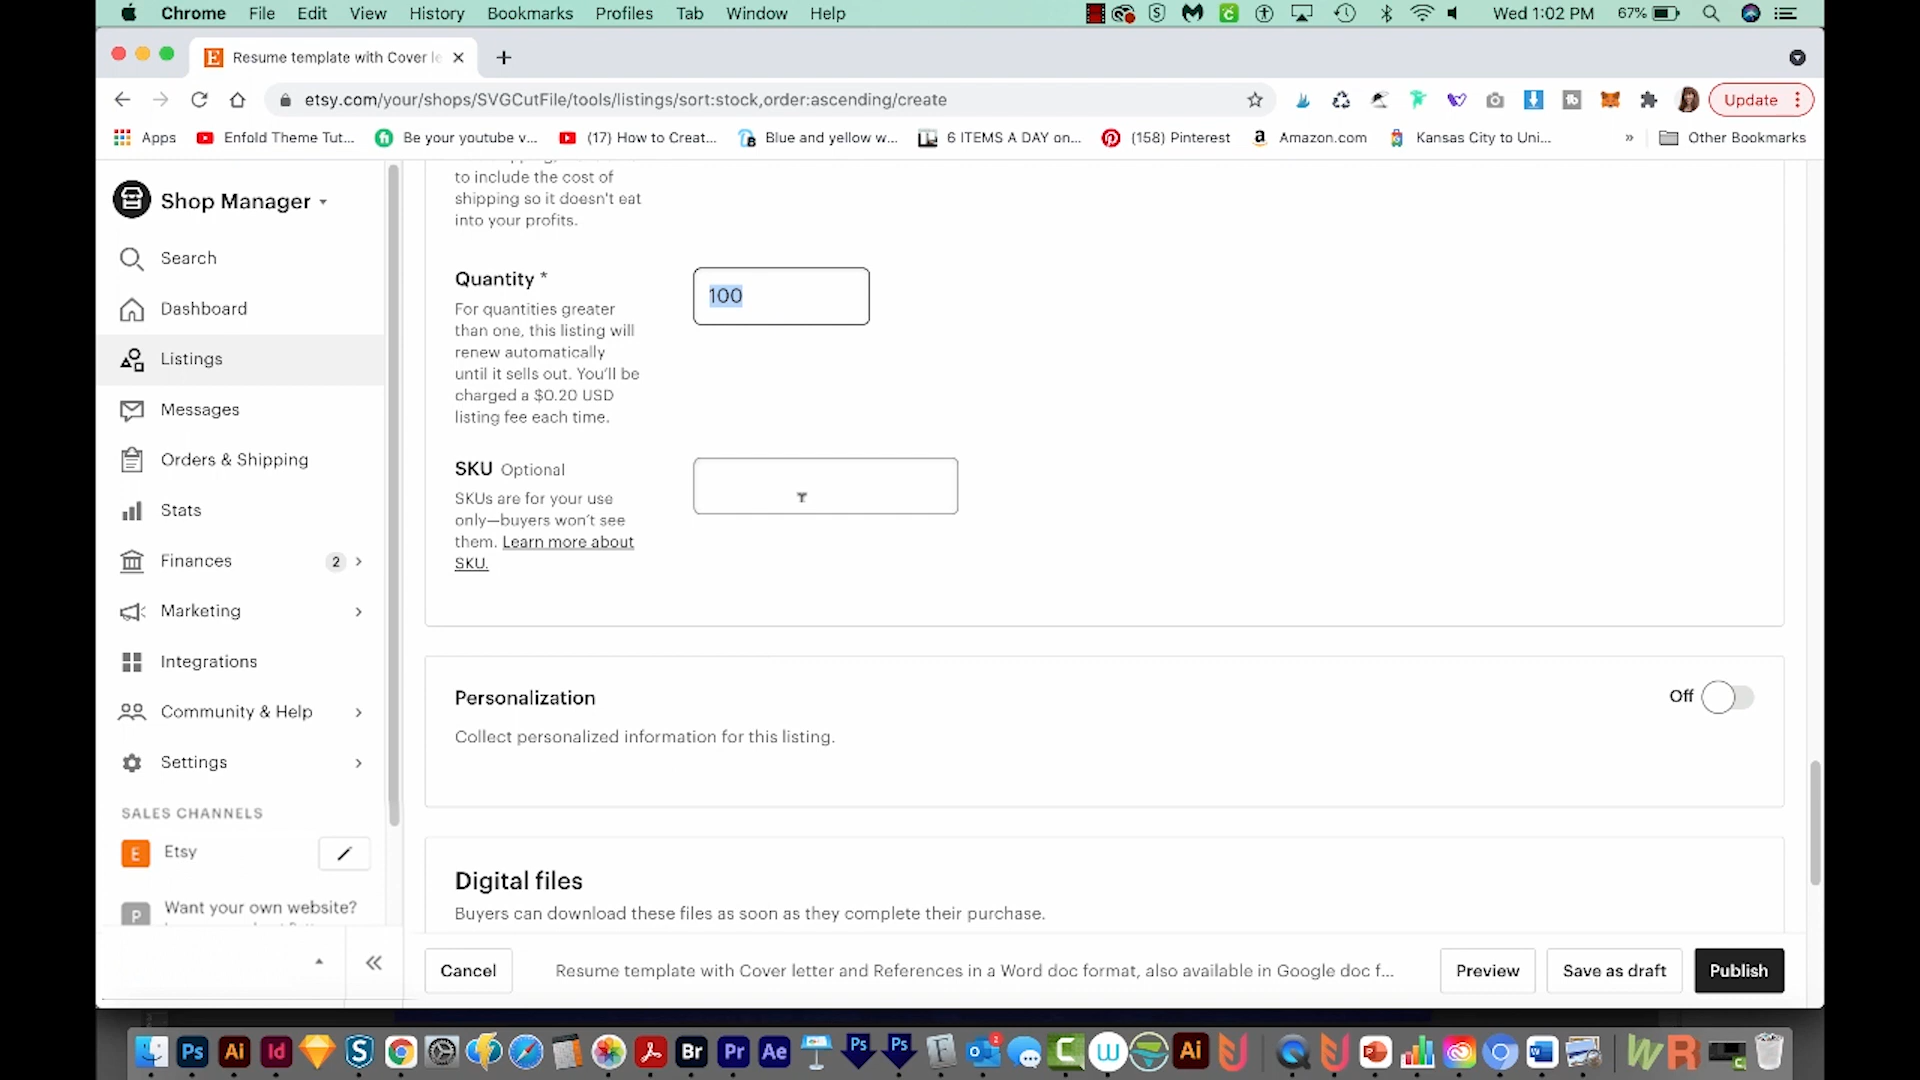 Chrome File Edit View History Bookmarks Profiles Tab Window Help Wed 1:02 PM 67%
Resume template with Cover le
etsy.com/your/shops/SVGCutFile/tools/listings/sort:stock,order:ascending/create Update
Apps Enfold Theme Tut... Be your youtube v... (17) How to Creat... Blue and yellow w... 6 ITEMS A DAY on... (158) Pinterest Amazon.com Kansas City to Uni... » Other Bookmarks
Shop Manager
Search
Dashboard
Listings
Messages
Orders & Shipping
Stats
Finances 2
Marketing
Integrations
Community & Help
Settings
SALES CHANNELS
E Etsy
P Want your own website?
to include the cost of
shipping so it doesn't eat
into your profits.
Quantity *
100
For quantities greater
than one, this listing will
renew automatically
until it sells out. You'll be
charged a $0.20 USD
listing fee each time.
SKU Optional
SKUs are for your use
only—buyers won't see
them. Learn more about
SKU.
Personalization Off
Collect personalized information for this listing.
Digital files
Buyers can download these files as soon as they complete their purchase.
Cancel Resume template with Cover letter and References in a Word doc format, also available in Google doc f... Preview Save as draft Publish
Ps Ai Id S Br Pr Ae Ps Ps C W Ai P W